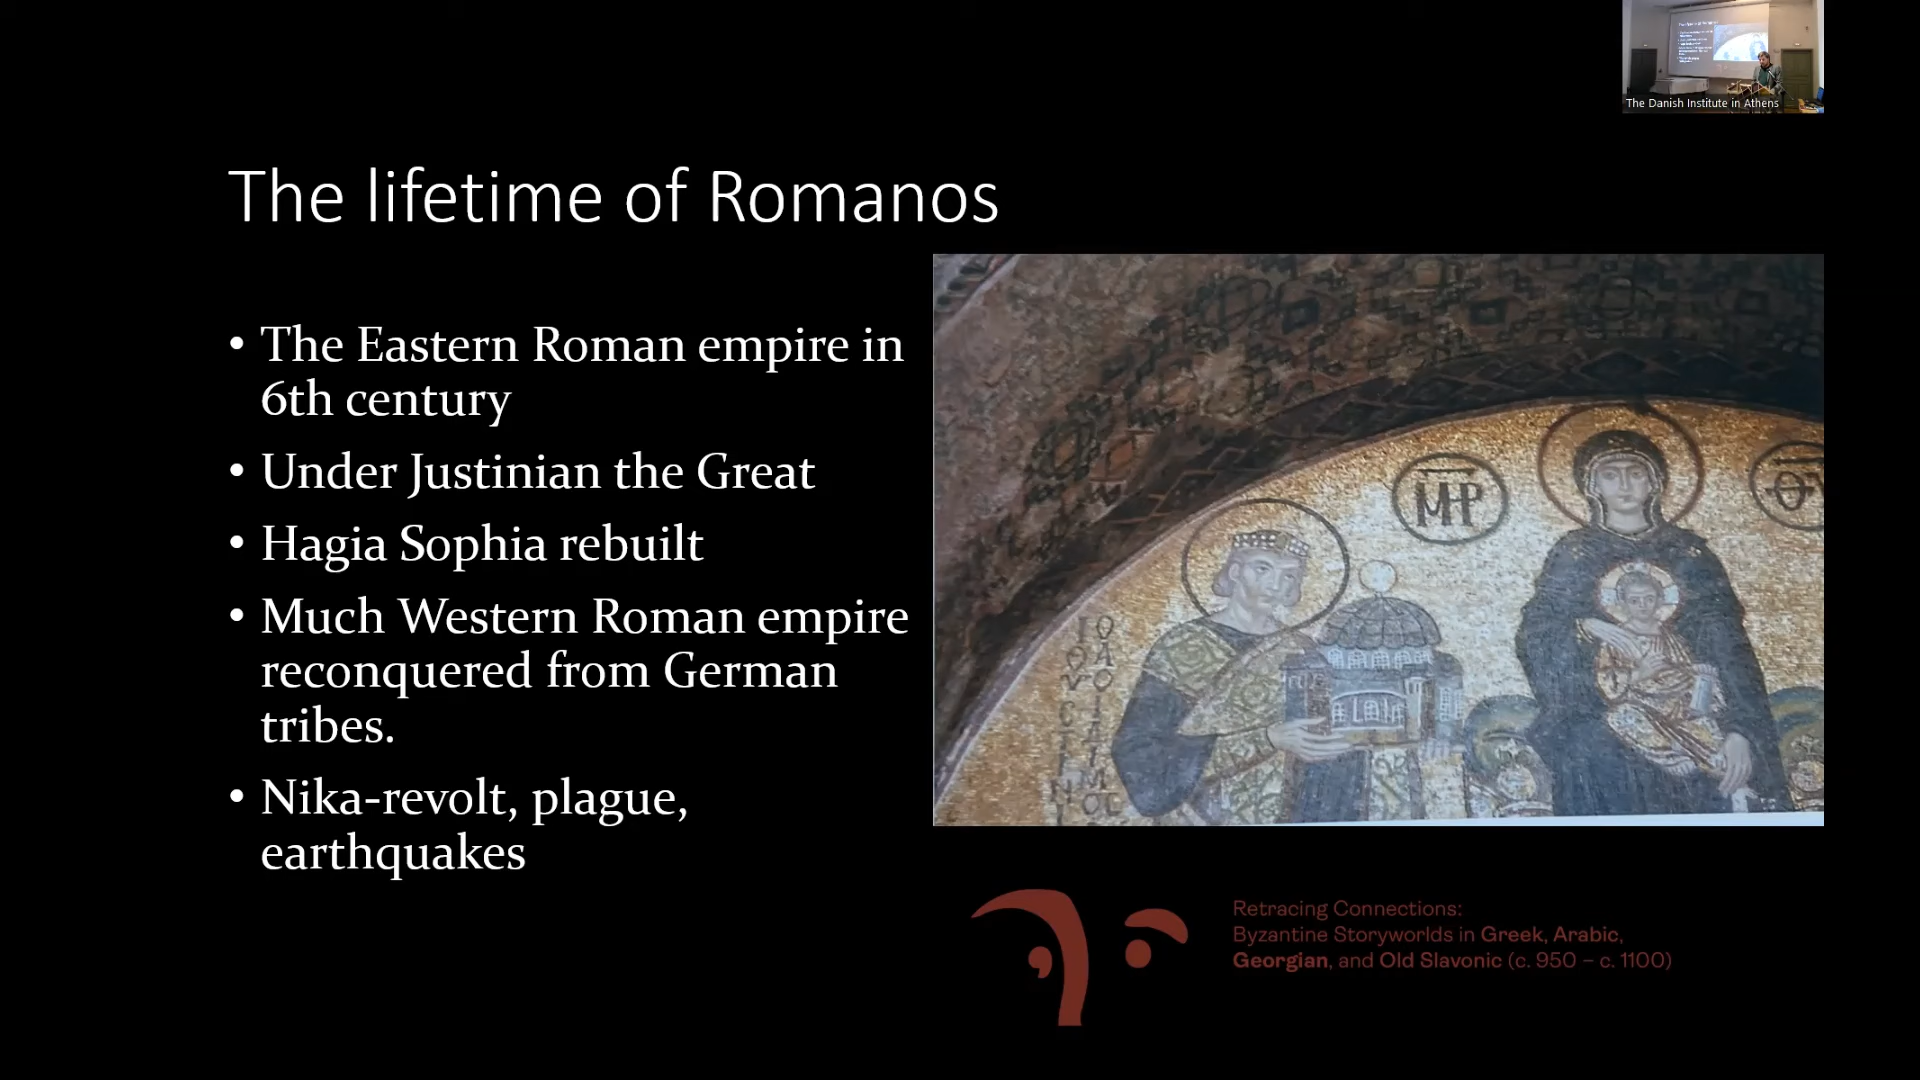 The Danish Institute in Athens
The lifetime of Romanos
• The Eastern Roman empire in
6th century
• Under Justinian the Great
• Hagia Sophia rebuilt
• Much Western Roman empire
reconquered from German
tribes.
• Nika-revolt, plague,
earthquakes
ΜΡ
Retracing Connections:
Byzantine Storyworlds in Greek, Arabic,
Georgian, and Old Slavonic (c. 950 – c. 1100)